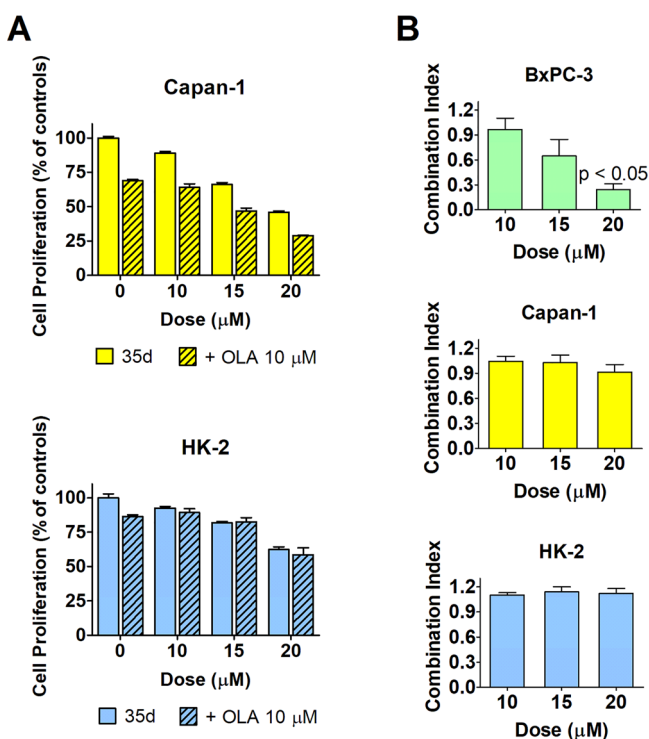 A
Capan-1
Cell Proliferation (% of controls)
100
75
50
25
0
0 10 15 20
Dose (µM)
35d + OLA 10 µM
HK-2
Cell Proliferation (% of controls)
100
75
50
25
0
0 10 15 20
Dose (µM)
35d + OLA 10 µM
B
BxPC-3
Combination Index
1.2
0.9
0.6
0.3
0.0
p < 0.05
10 15 20
Dose (µM)
Capan-1
Combination Index
1.2
0.9
0.6
0.3
0.0
10 15 20
Dose (µM)
HK-2
Combination Index
1.2
0.9
0.6
0.3
0.0
10 15 20
Dose (µM)